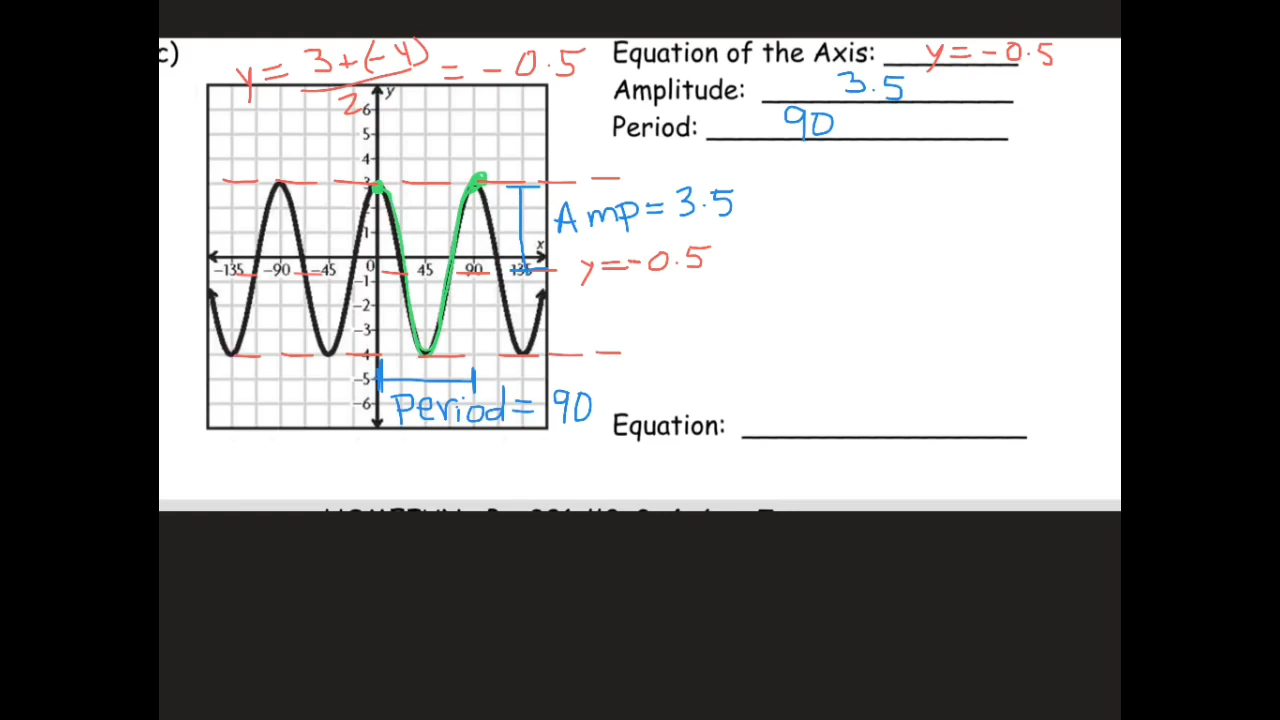 c)
y = 3+(-4) / 2 = -0.5
Equation of the Axis: y = -0.5
Amplitude: 3.5
Period: 90
y
6
5
4
3
1
x
-135 -90 -45 0 45 90 135
-1
-2
-3
4
-5
-6
Amp = 3.5
y = -0.5
Period = 90
Equation: